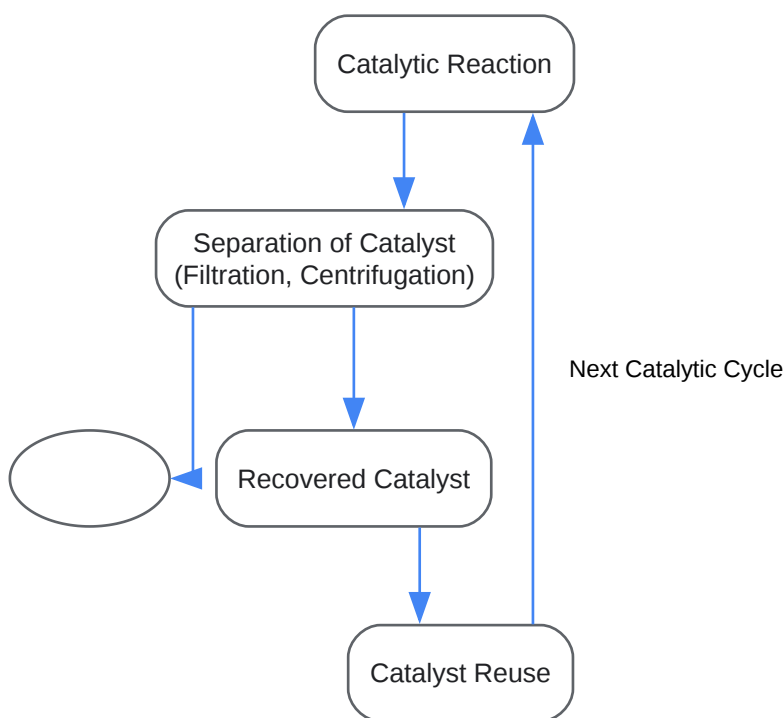 Catalytic Reaction
Separation of Catalyst
(Filtration, Centrifugation)
Next Catalytic Cycle
Recovered Catalyst
Catalyst Reuse